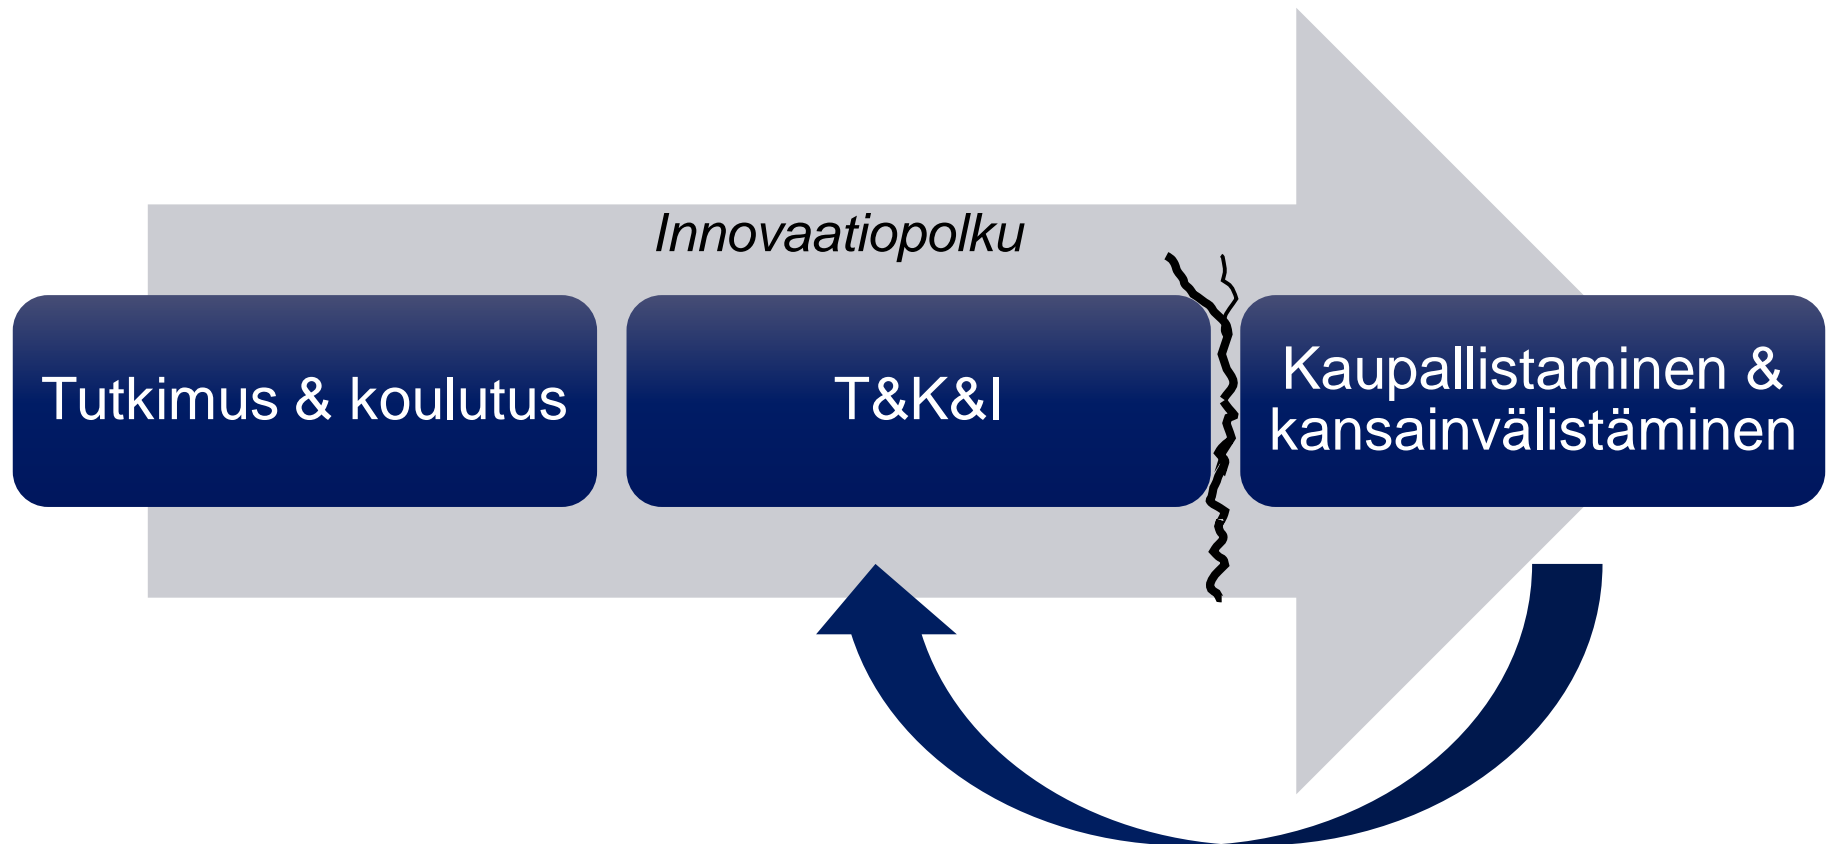 Innovaatiopolku
Tutkimus & koulutus
T&K&I
Kaupallistaminen &
kansainvälistäminen